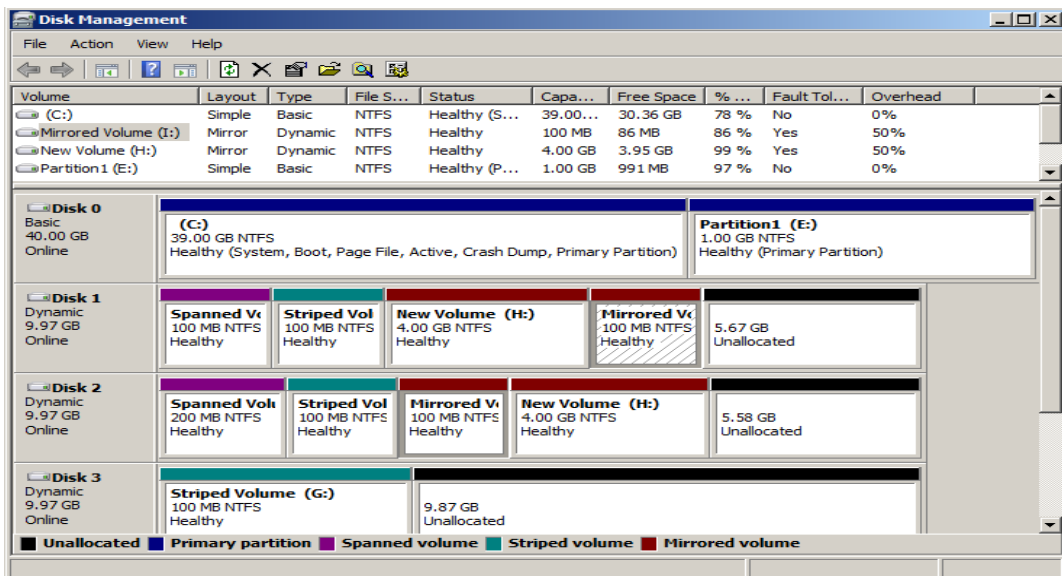 Disk Management
File Action View Help
Volume Layout Type File S... Status Capa... Free Space % ... Fault Tol... Overhead
(C:) Simple Basic NTFS Healthy (S... 39.00... 30.36 GB 78 % No 0%
Mirrored Volume (I:) Mirror Dynamic NTFS Healthy 100 MB 86 MB 86 % Yes 50%
New Volume (H:) Mirror Dynamic NTFS Healthy 4.00 GB 3.95 GB 99 % Yes 50%
Partition1 (E:) Simple Basic NTFS Healthy (P... 1.00 GB 991 MB 97 % No 0%
Disk 0
Basic
40.00 GB
Online
(C:)
39.00 GB NTFS
Healthy (System, Boot, Page File, Active, Crash Dump, Primary Partition)
Partition1 (E:)
1.00 GB NTFS
Healthy (Primary Partition)
Disk 1
Dynamic
9.97 GB
Online
Spanned Vo
100 MB NTFS
Healthy
Striped Vol
100 MB NTFS
Healthy
New Volume (H:)
4.00 GB NTFS
Healthy
Mirrored Vo
100 MB NTFS
Healthy
5.67 GB
Unallocated
Disk 2
Dynamic
9.97 GB
Online
Spanned Volu
200 MB NTFS
Healthy
Striped Vol
100 MB NTFS
Healthy
Mirrored Vo
100 MB NTFS
Healthy
New Volume (H:)
4.00 GB NTFS
Healthy
5.58 GB
Unallocated
Disk 3
Dynamic
9.97 GB
Online
Striped Volume (G:)
100 MB NTFS
Healthy
9.87 GB
Unallocated
Unallocated Primary partition Spanned volume Striped volume Mirrored volume